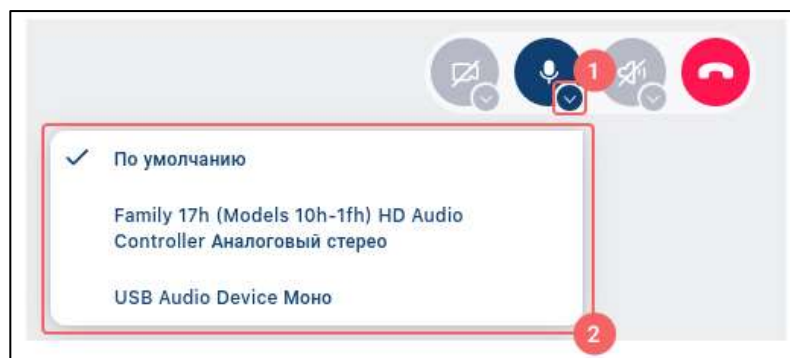 1
По умолчанию
Family 17h (Models 10h-1fh) HD Audio
Controller Аналоговый стерео
USB Audio Device Моно
2